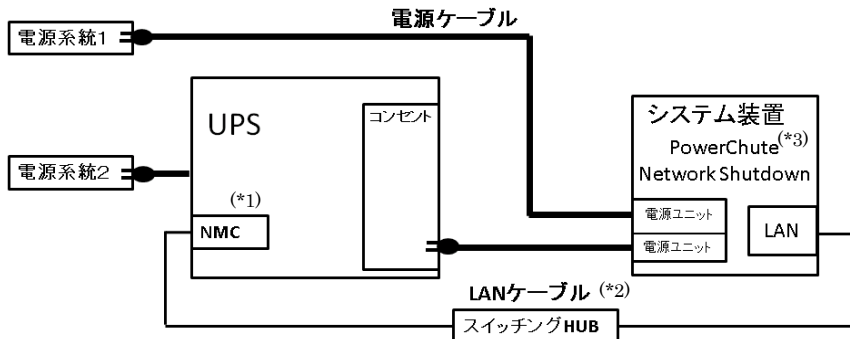 電源ケーブル
電源系統1
UPS
コンセント
システム装置
PowerChute(*3)
Network Shutdown
電源系統2
(*1)
NMC
電源ユニット
電源ユニット
LAN
LANケーブル (*2)
スイッチングHUB